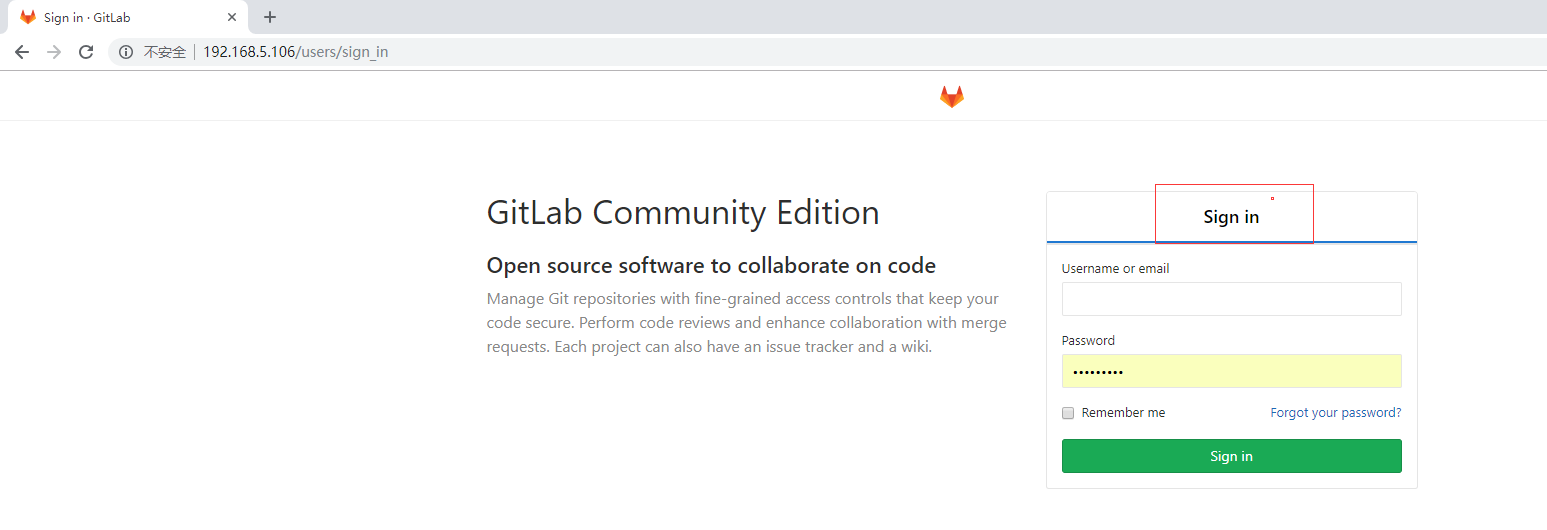 Sign in · GitLab
不安全 192.168.5.106/users/sign_in
GitLab Community Edition
Open source software to collaborate on code
Manage Git repositories with fine-grained access controls that keep your
code secure. Perform code reviews and enhance collaboration with merge
requests. Each project can also have an issue tracker and a wiki.
Sign in
Username or email
Password
•••••••••
Remember me
Forgot your password?
Sign in